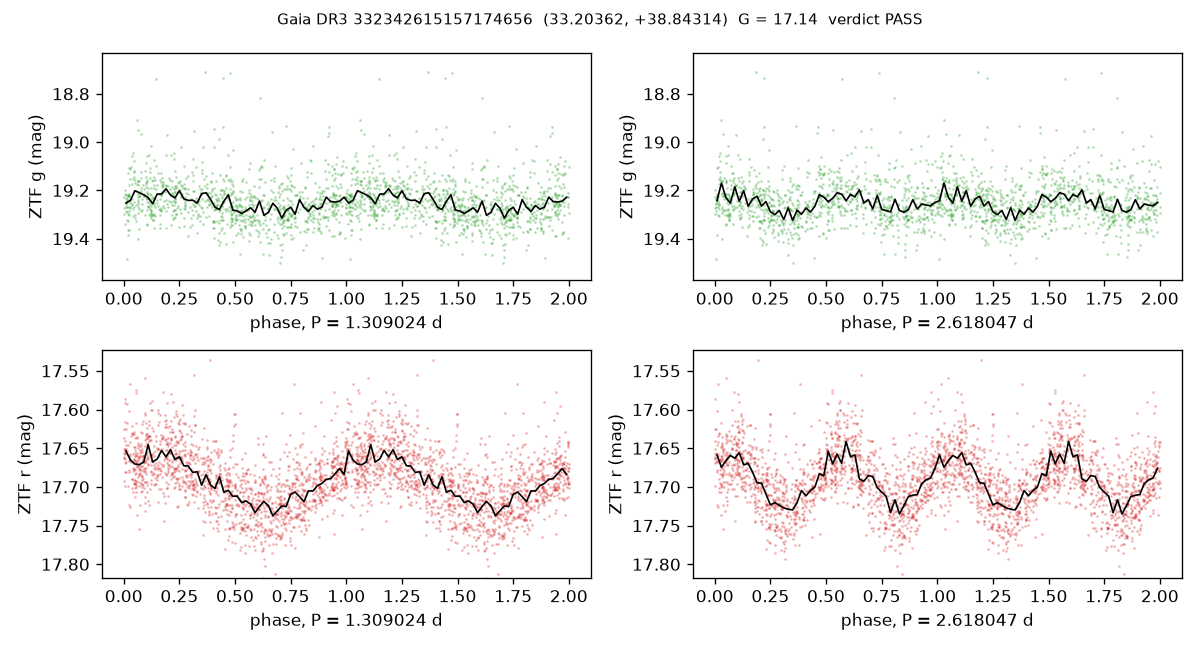 Gaia DR3 332342615157174656  (33.20362, +38.84314)  G = 17.14  verdict PASS
ZTF g (mag)
18.8
19.0
19.2
19.4
0.00 0.25 0.50 0.75 1.00 1.25 1.50 1.75 2.00
phase, P = 1.309024 d
ZTF g (mag)
18.8
19.0
19.2
19.4
0.00 0.25 0.50 0.75 1.00 1.25 1.50 1.75 2.00
phase, P = 2.618047 d
ZTF r (mag)
17.55
17.60
17.65
17.70
17.75
17.80
0.00 0.25 0.50 0.75 1.00 1.25 1.50 1.75 2.00
phase, P = 1.309024 d
ZTF r (mag)
17.55
17.60
17.65
17.70
17.75
17.80
0.00 0.25 0.50 0.75 1.00 1.25 1.50 1.75 2.00
phase, P = 2.618047 d